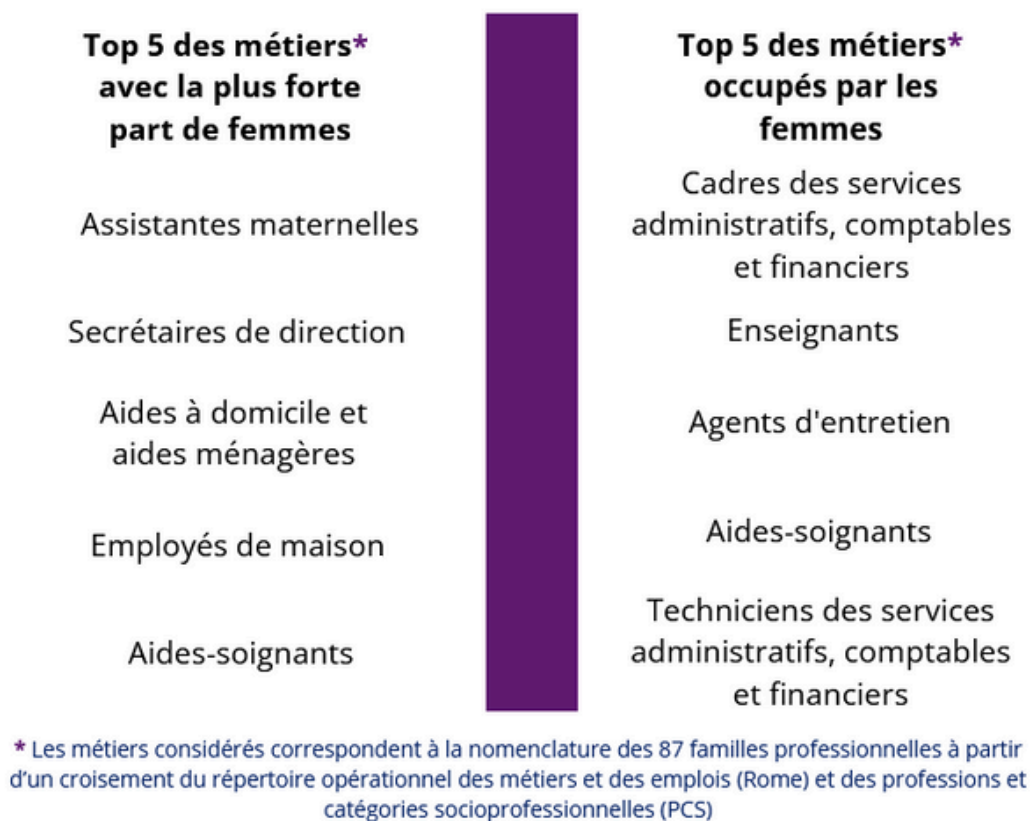 Top 5 des métiers*
avec la plus forte
part de femmes
Assistantes maternelles
Secrétaires de direction
Aides à domicile et
aides ménagères
Employés de maison
Aides-soignants
Top 5 des métiers*
occupés par les
femmes
Cadres des services
administratifs, comptables
et financiers
Enseignants
Agents d'entretien
Aides-soignants
Techniciens des services
administratifs, comptables
et financiers
* Les métiers considérés correspondent à la nomenclature des 87 familles professionnelles à partir
d’un croisement du répertoire opérationnel des métiers et des emplois (Rome) et des professions et
catégories socioprofessionnelles (PCS)